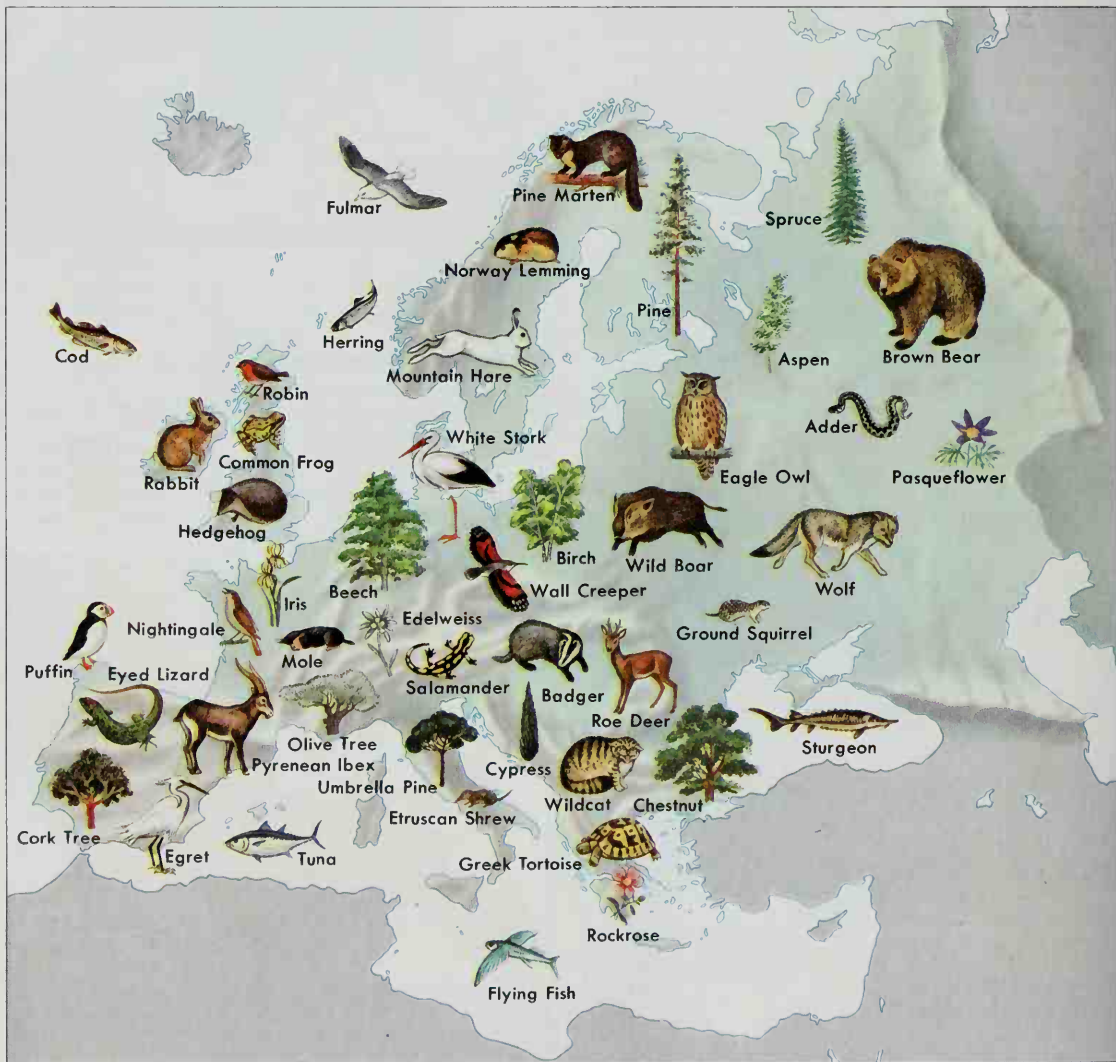 Pine Marten
Fulmar
Spruce
Norway Lemming
Pine
Herring
Cod
Aspen
Brown Bear
Mountain Hare
Robin
Adder
White Stork
Common Frog
Rabbit
Eagle Owl
Pasqueflower
Hedgehog
Birch
Wild Boar
Beech
Wall Creeper
Wolf
Iris
Edelweiss
Nightingale
Ground Squirrel
Mole
Puffin
Eyed Lizard
Salamander
Badger
Roe Deer
Olive Tree
Sturgeon
Pyrenean Ibex
Cypress
Umbrella Pine
Wildcat
Chestnut
Etruscan Shrew
Cork Tree
Egret
Tuna
Greek Tortoise
Rockrose
Flying Fish